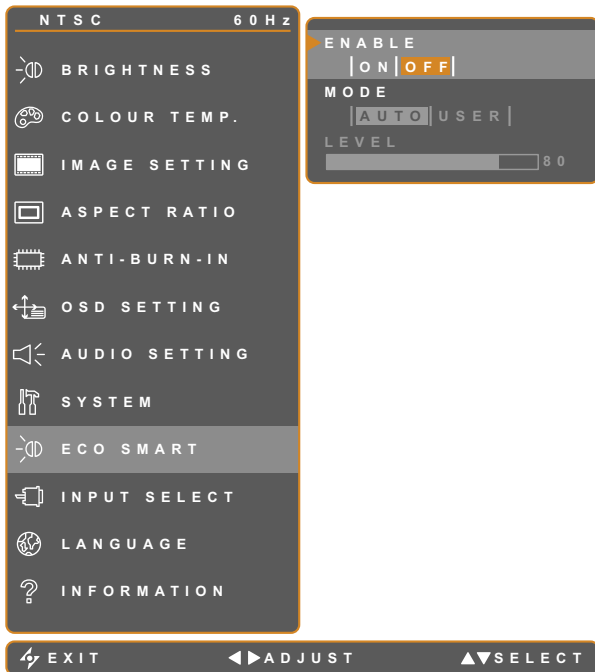 NTSC 60Hz
BRIGHTNESS
COLOUR TEMP.
IMAGE SETTING
ASPECT RATIO
ANTI-BURN-IN
OSD SETTING
AUDIO SETTING
SYSTEM
ECO SMART
INPUT SELECT
LANGUAGE
INFORMATION
ENABLE
ON OFF
MODE
AUTO USER
LEVEL
80
EXIT ADJUST SELECT